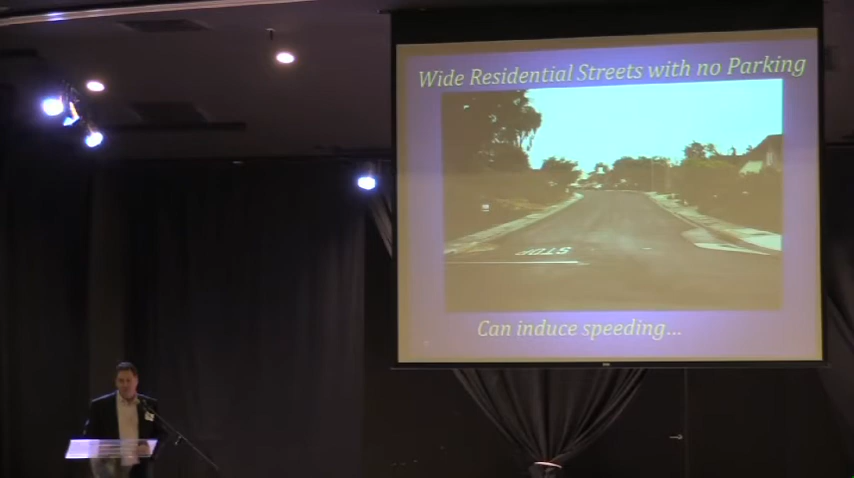 Wide Residential Streets with no Parking
STOP
Can induce speeding...